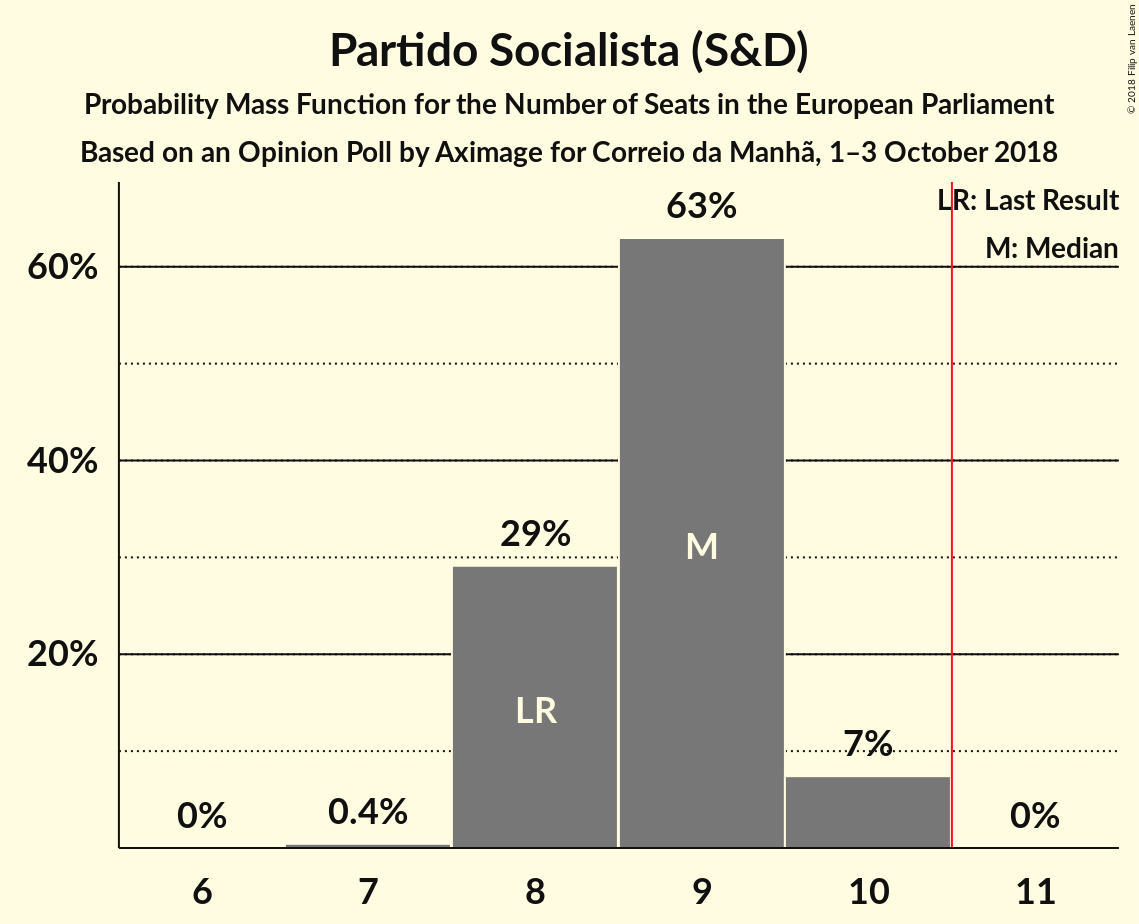 Partido Socialista (S&D)
Probability Mass Function for the Number of Seats in the European Parliament
Based on an Opinion Poll by Aximage for Correio da Manhã, 1–3 October 2018
© 2018 Filip van Laenen
LR: Last Result
M: Median
63%
60%
40%
29%
M
20%
LR
7%
0%
0.4%
0%
6 7 8 9 10 11